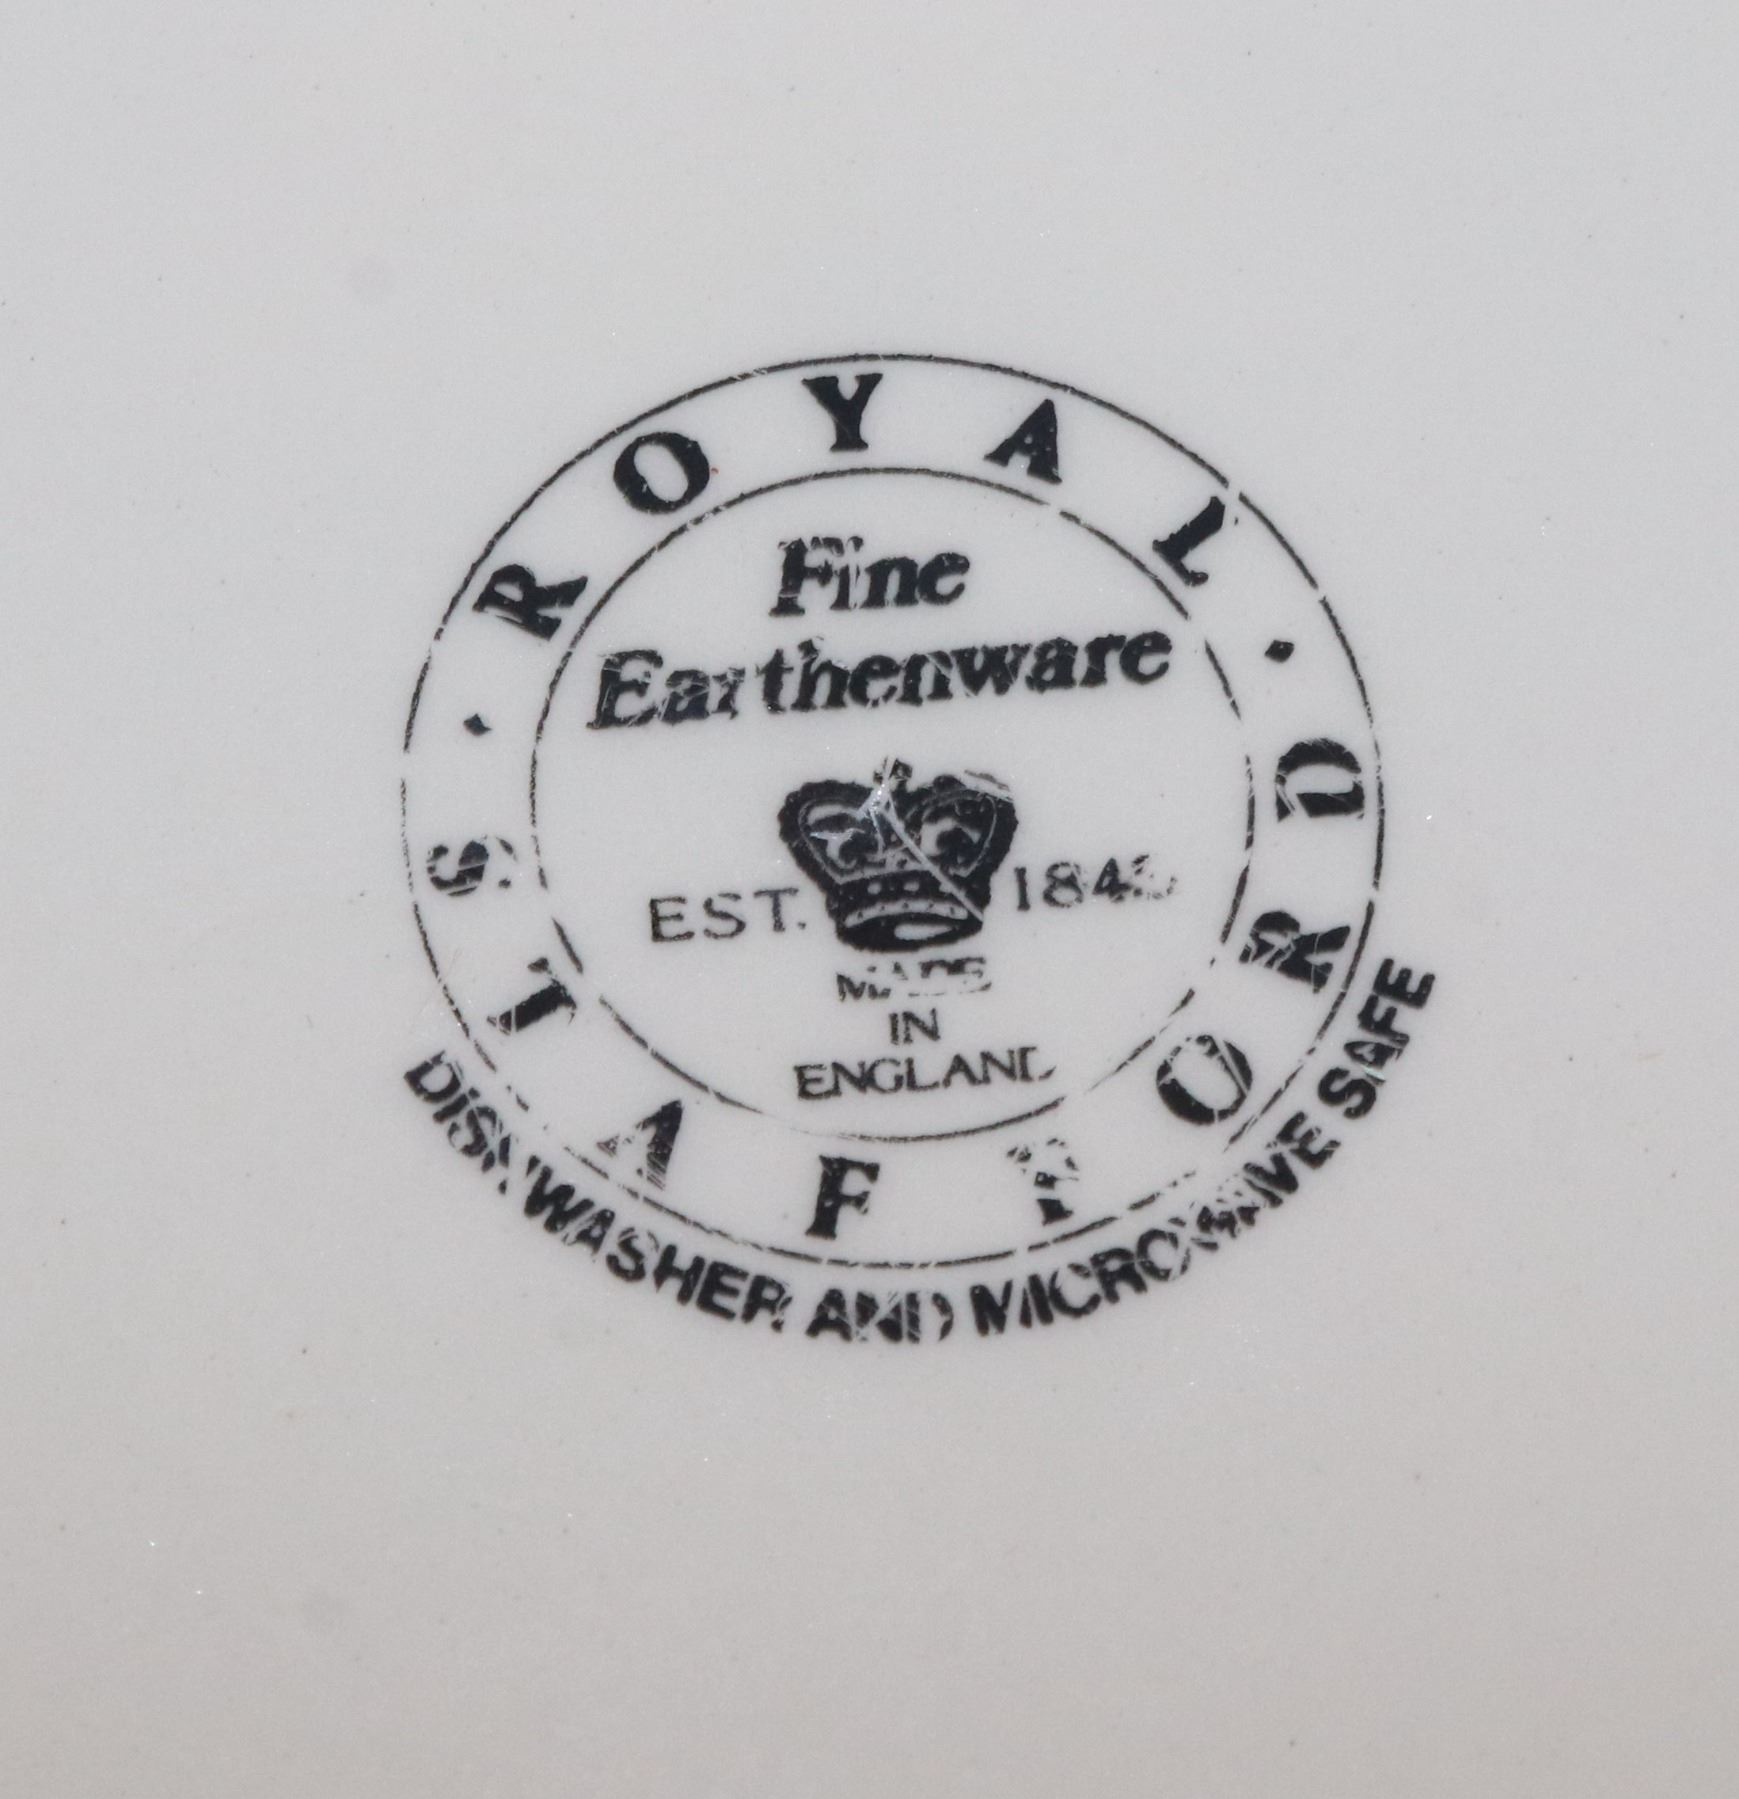 · ROYAL ·
STAFFORD
Fine
Earthenware
EST.
MADE
IN
ENGLAND
DISHWASHER AND MICROWAVE SAFE